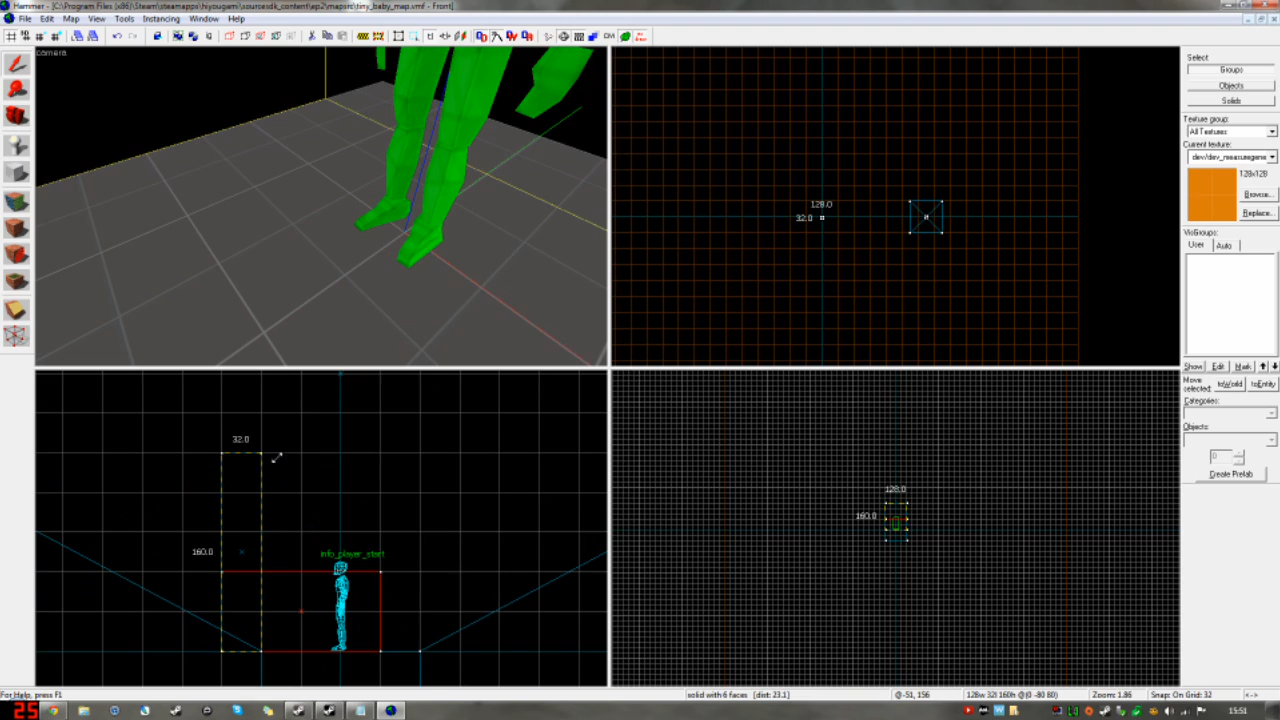 Hammer - [C:\Program Files (x86)\Steam\steamapps\hiyougami\sourcesdk_content\ep2\mapsrc\tiny_baby_map.vmf - Front]
File Edit Map View Tools Instancing Window Help
camera
Select:
Groups
Objects
Solids
Texture group:
All Textures
Current texture:
dev/dev_measuregene
128x128
Browse...
Replace...
VisGroups:
User Auto
Show Edit Mark
Move selected:
toWorld toEntity
Categories:
Objects:
0
Create Prefab
128.0
32.0
32.0
160.0
info_player_start
128.0
160.0
For Help, press F1
solid with 6 faces [dist: 23.1]
@-51, 156
128w 32l 160h @(0 -80 80)
Zoom: 1.86
Snap: On Grid: 32
<->
25
15:51